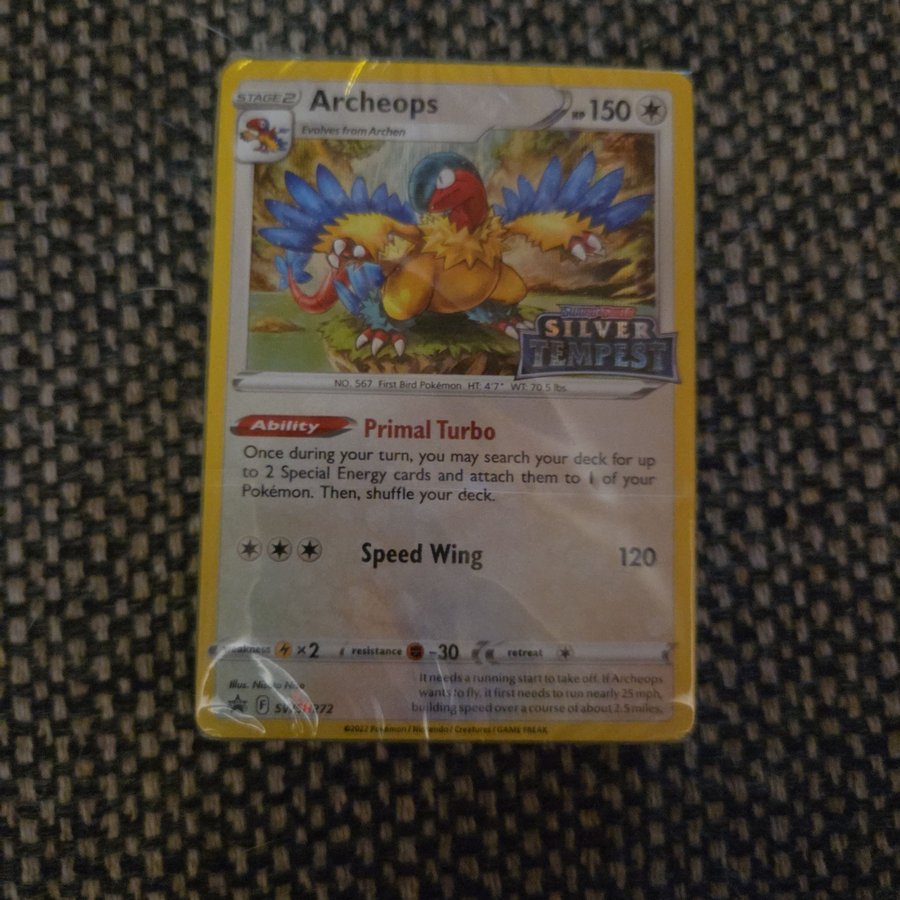 STAGE 2
Archeops
HP 150
Evolves from Archen
SILVER
TEMPEST
NO. 567 First Bird Pokémon HT: 4'7" WT: 70.5 lbs.
Ability Primal Turbo
Once during your turn, you may search your deck for up
to 2 Special Energy cards and attach them to 1 of your
Pokémon. Then, shuffle your deck.
Speed Wing 120
weakness ×2 resistance -30 retreat
It needs a running start to take off. If Archeops
wants to fly, it first needs to run nearly 25 mph,
building speed over a course of about 2.5 miles.
Illus.
F
©2022 Pokémon / Nintendo / Creatures / GAME FREAK